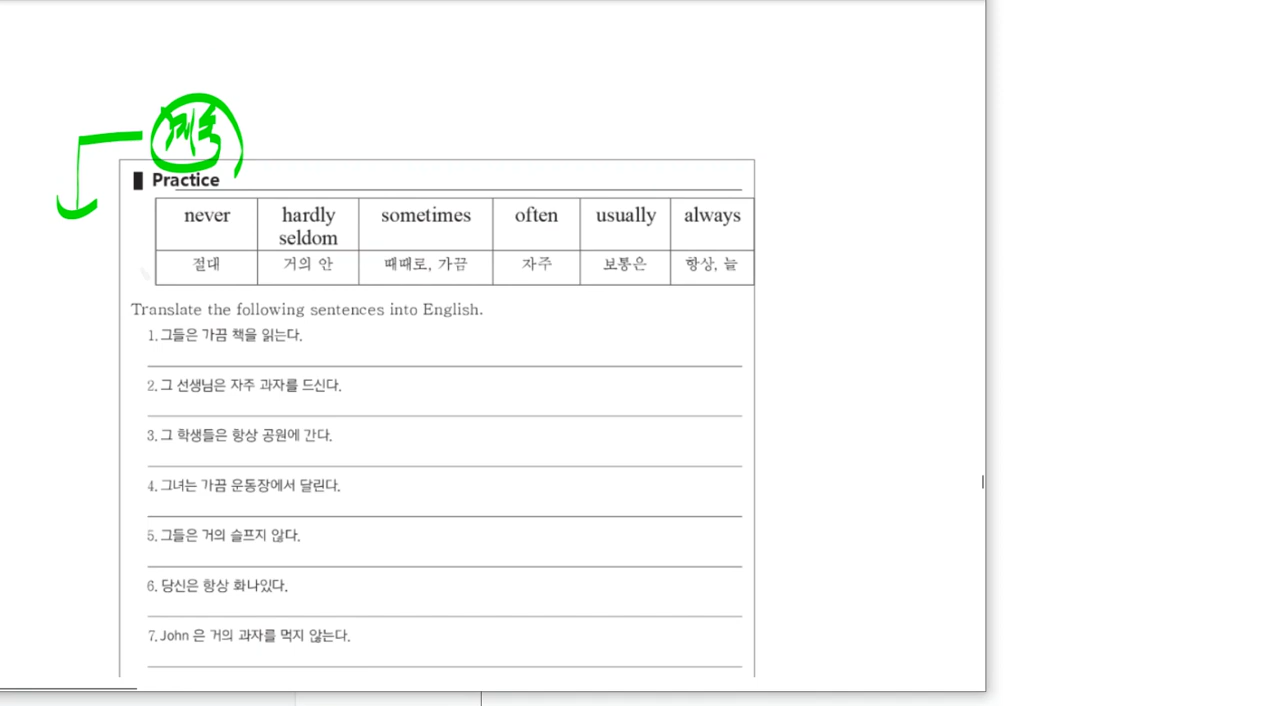 Practice
never hardly seldom sometimes often usually always
절대 거의 안 때때로, 가끔 자주 보통은 항상, 늘
Translate the following sentences into English.
1. 그들은 가끔 책을 읽는다.
2. 그 선생님은 자주 과자를 드신다.
3. 그 학생들은 항상 공원에 간다.
4. 그녀는 가끔 운동장에서 달린다.
5. 그들은 거의 슬프지 않다.
6. 당신은 항상 화나있다.
7. John 은 거의 과자를 먹지 않는다.